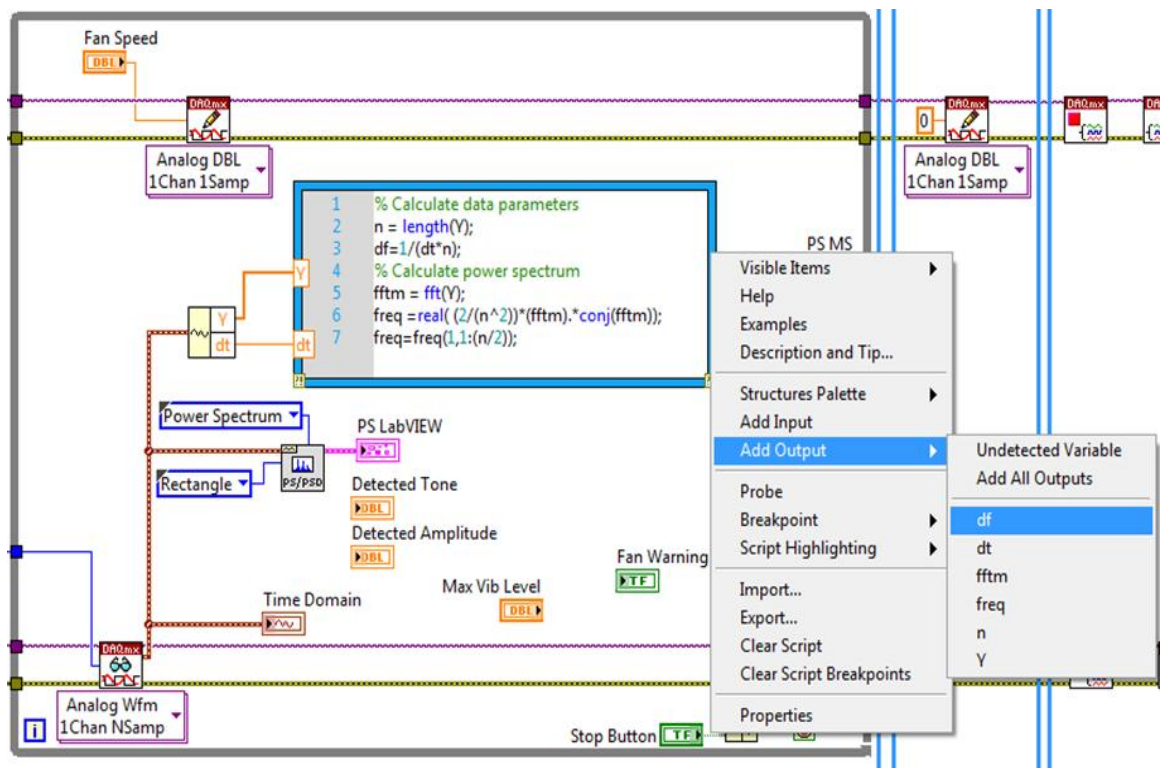 Fan Speed
DBL
DAQmx
Analog DBL
1Chan 1Samp
0
DAQmx
Analog DBL
1Chan 1Samp
DAQmx
1 % Calculate data parameters
2 n = length(Y);
3 df=1/(dt*n);
4 % Calculate power spectrum
5 fftm = fft(Y);
6 freq =real( (2/(n^2))*(fftm).*conj(fftm));
7 freq=freq(1,1:(n/2));
Y
dt
Y
dt
PS MS
Power Spectrum
Rectangle
PS/PSD
PS LabVIEW
Detected Tone
DBL
Detected Amplitude
DBL
Max Vib Level
DBL
Fan Warning
TF
Time Domain
DAQmx
Analog Wfm
1Chan NSamp
i
Stop Button
TF
Visible Items
Help
Examples
Description and Tip...
Structures Palette
Add Input
Add Output
Probe
Breakpoint
Script Highlighting
Import...
Export...
Clear Script
Clear Script Breakpoints
Properties
Undetected Variable
Add All Outputs
df
dt
fftm
freq
n
Y